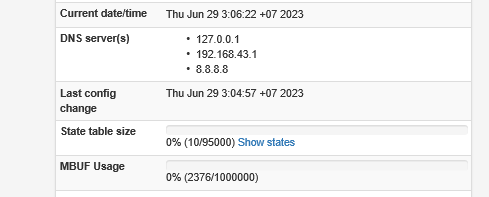 Current date/time Thu Jun 29 3:06:22 +07 2023
DNS server(s)
• 127.0.0.1
• 192.168.43.1
• 8.8.8.8
Last config change Thu Jun 29 3:04:57 +07 2023
State table size
0% (10/95000) Show states
MBUF Usage
0% (2376/1000000)